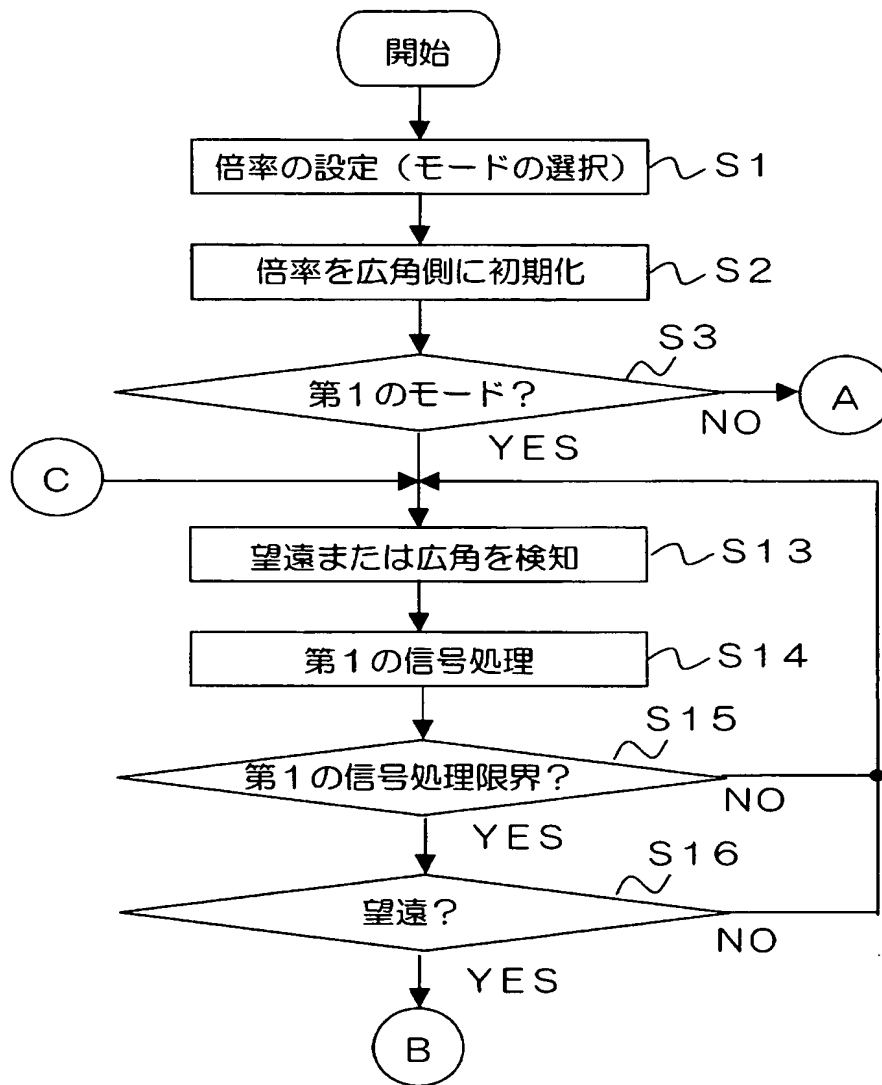 開始
倍率の設定（モードの選択）
S1
倍率を広角側に初期化
S2
S3
第1のモード？
A
NO
YES
C
望遠または広角を検知
S13
第1の信号処理
S14
S15
第1の信号処理限界？
NO
YES
S16
望遠？
NO
YES
B